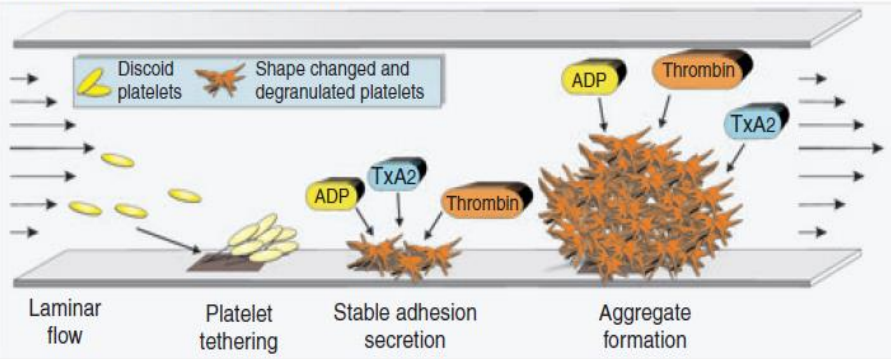 Discoid
platelets
Shape changed and
degranulated platelets
ADP
TxA2
Thrombin
ADP
Thrombin
TxA2
Laminar
flow
Platelet
tethering
Stable adhesion
secretion
Aggregate
formation